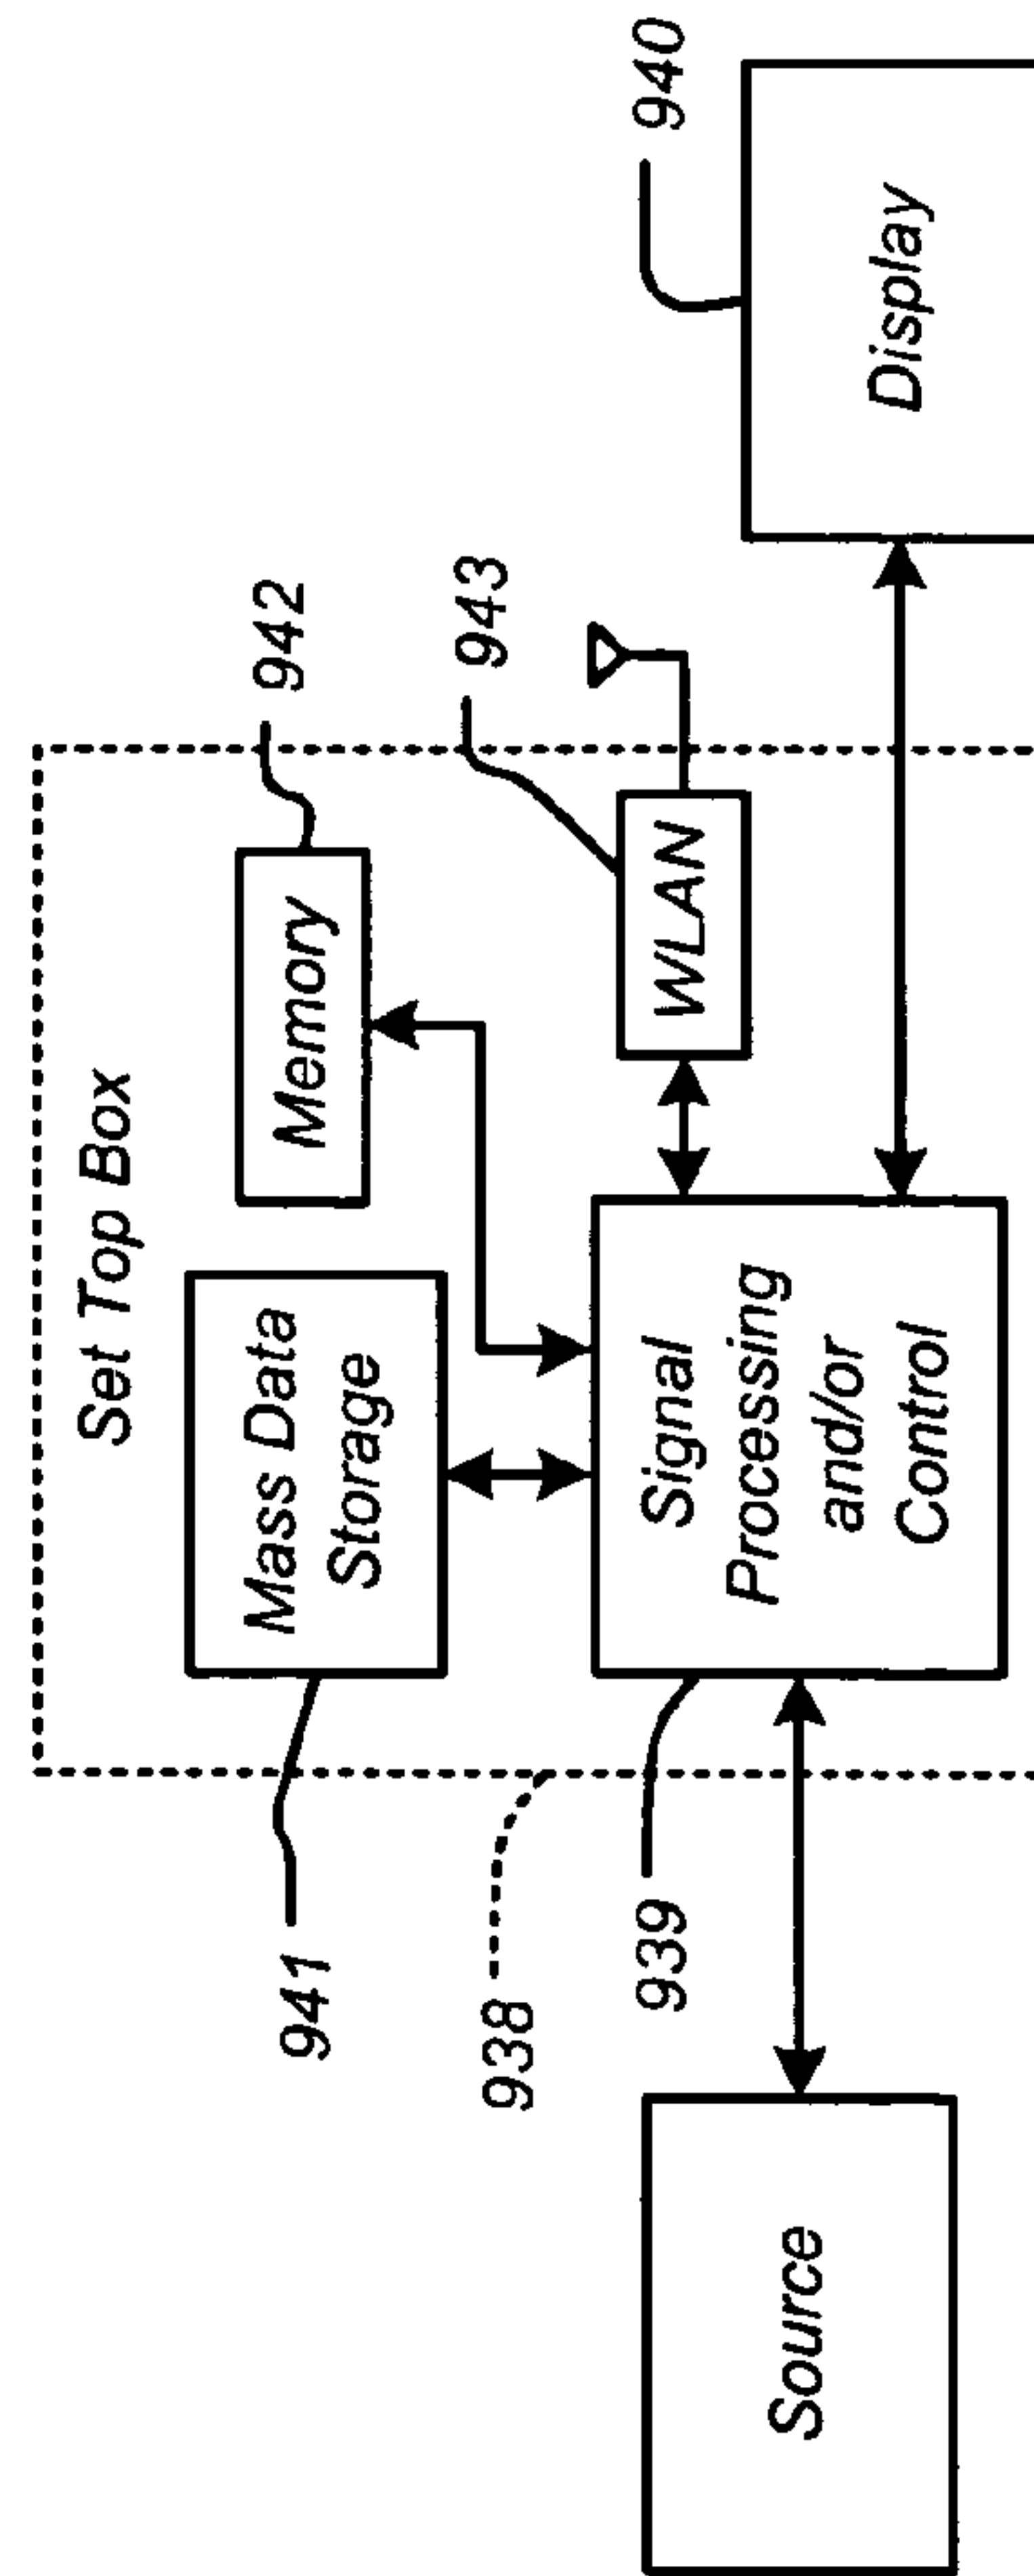 Set Top Box
942
941
Mass Data
Storage
Memory
943
938
WLAN
940
939
Signal
Processing
and/or
Control
Source
Display